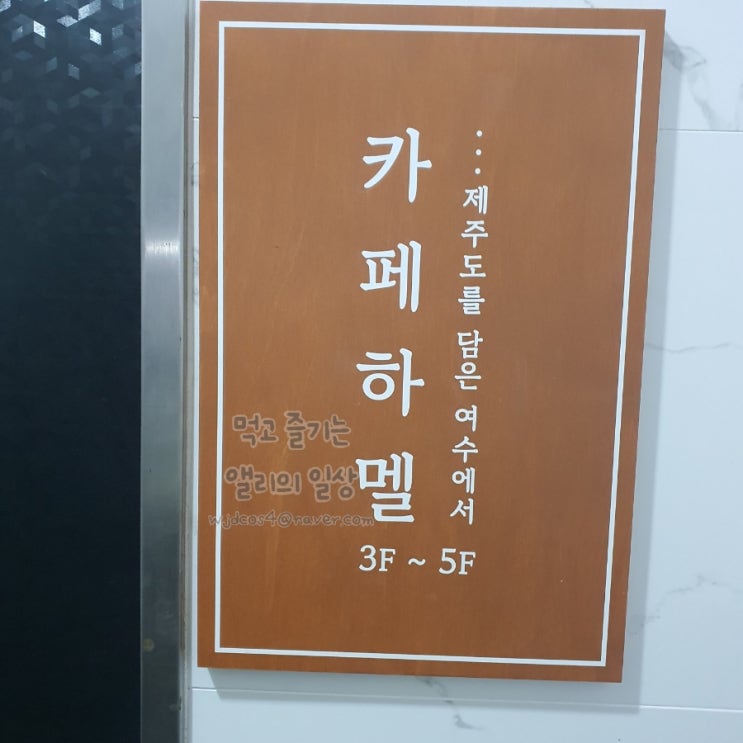 ...제주도를 담은 여수에서
카페하멜
3F ~ 5F
먹고 즐기는
앨리의 일상
wjdcos4@naver.com